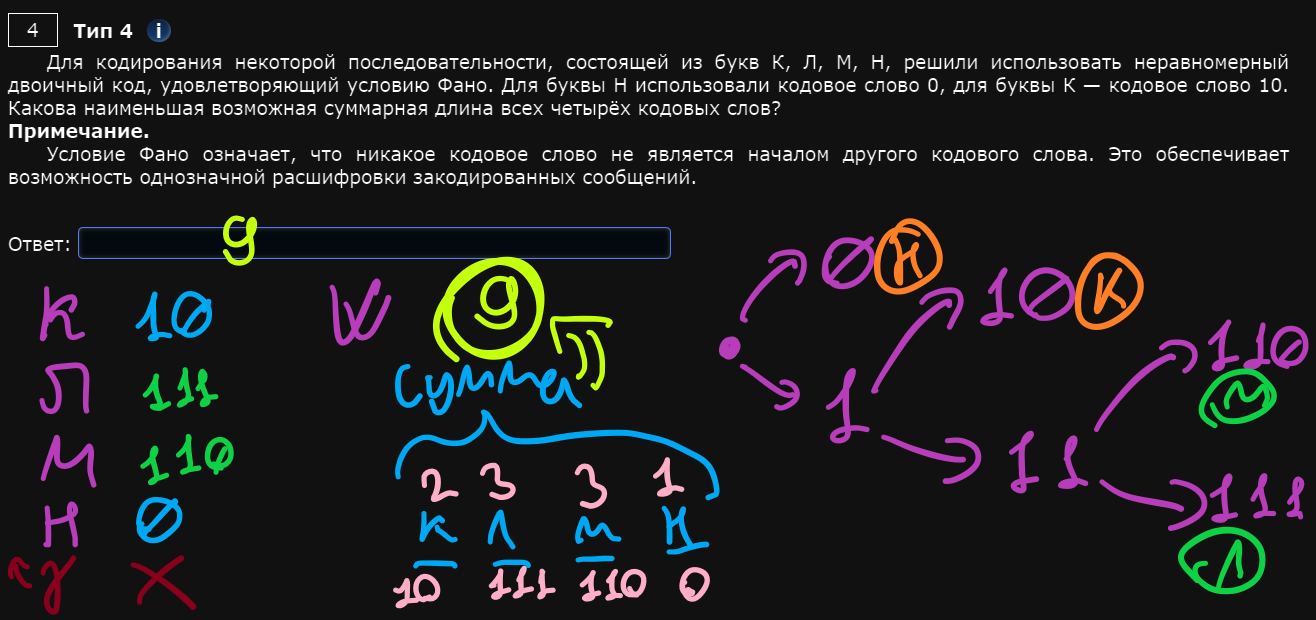 4 Тип 4 i
Для кодирования некоторой последовательности, состоящей из букв К, Л, М, Н, решили использовать неравномерный
двоичный код, удовлетворяющий условию Фано. Для буквы Н использовали кодовое слово 0, для буквы К — кодовое слово 10.
Какова наименьшая возможная суммарная длина всех четырёх кодовых слов?
Примечание.
Условие Фано означает, что никакое кодовое слово не является началом другого кодового слова. Это обеспечивает
возможность однозначной расшифровки закодированных сообщений.
Ответ: 9
К 10
Л 111
М 110
Н 0
9
Сумма
2 3 3 1
К Л М Н
10 111 110 0
0 Н
1
10 К
11
110 М
111 Л